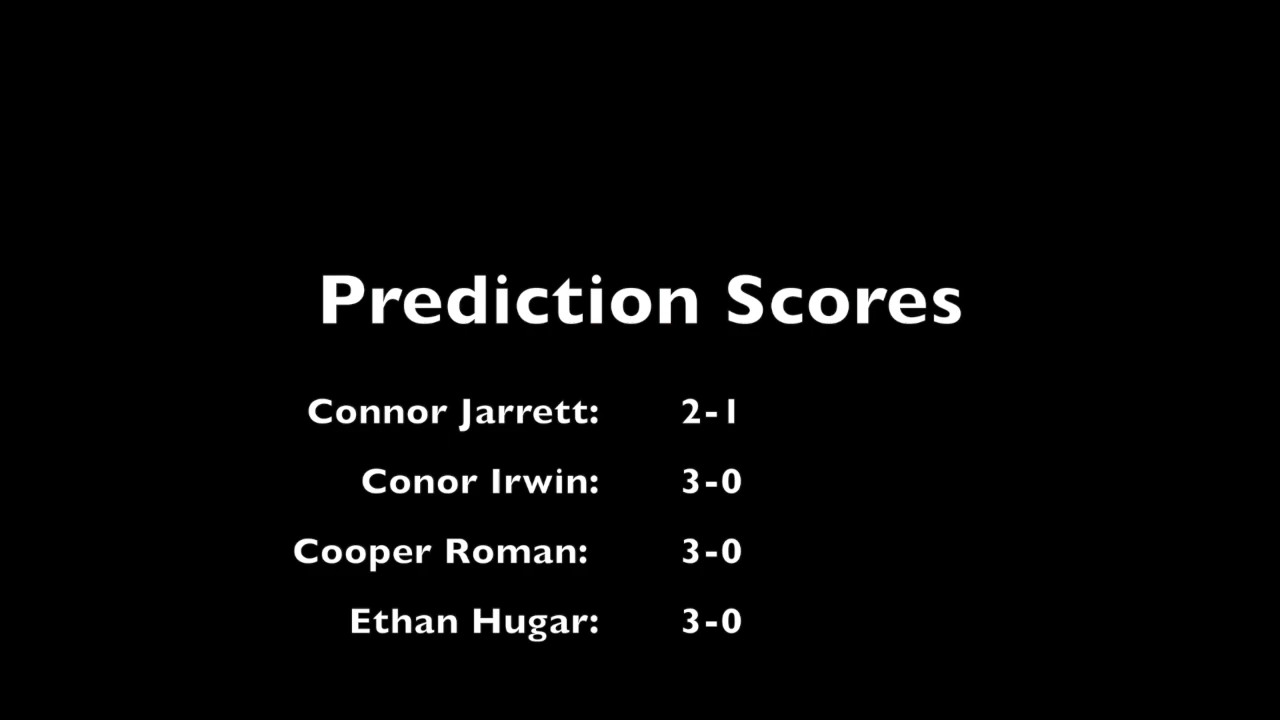 Prediction Scores
Connor Jarrett: 2-1
Conor Irwin: 3-0
Cooper Roman: 3-0
Ethan Hugar: 3-0